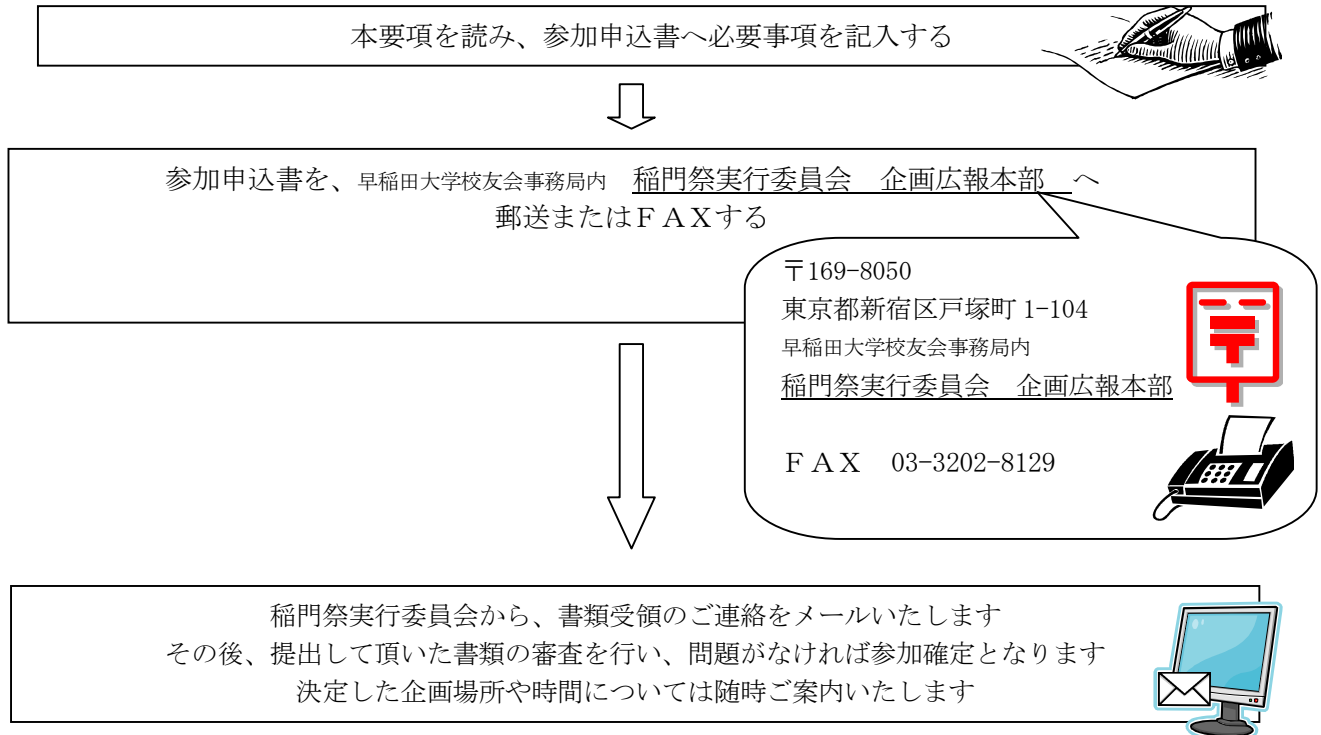 本要項を読み、参加申込書へ必要事項を記入する
参加申込書を、早稲田大学校友会事務局内　稲門祭実行委員会　企画広報本部　へ
郵送またはＦＡＸする
〒169-8050
東京都新宿区戸塚町 1-104
早稲田大学校友会事務局内
稲門祭実行委員会　企画広報本部
ＦＡＸ　03-3202-8129
稲門祭実行委員会から、書類受領のご連絡をメールいたします
その後、提出して頂いた書類の審査を行い、問題がなければ参加確定となります
決定した企画場所や時間については随時ご案内いたします